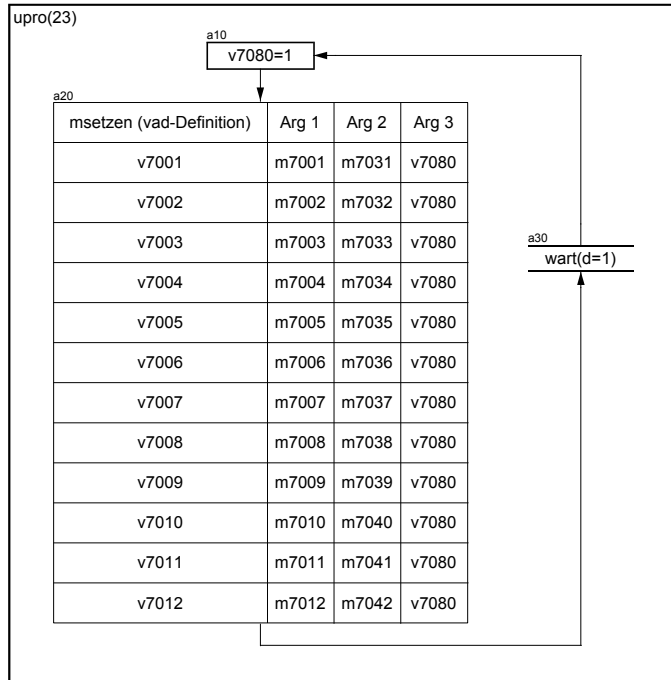 upro(23)
a10
v7080=1
a20
msetzen (vad-Definition) Arg 1 Arg 2 Arg 3
v7001 m7001 m7031 v7080
v7002 m7002 m7032 v7080
v7003 m7003 m7033 v7080
v7004 m7004 m7034 v7080
v7005 m7005 m7035 v7080
v7006 m7006 m7036 v7080
v7007 m7007 m7037 v7080
v7008 m7008 m7038 v7080
v7009 m7009 m7039 v7080
v7010 m7010 m7040 v7080
v7011 m7011 m7041 v7080
v7012 m7012 m7042 v7080
a30
wart(d=1)